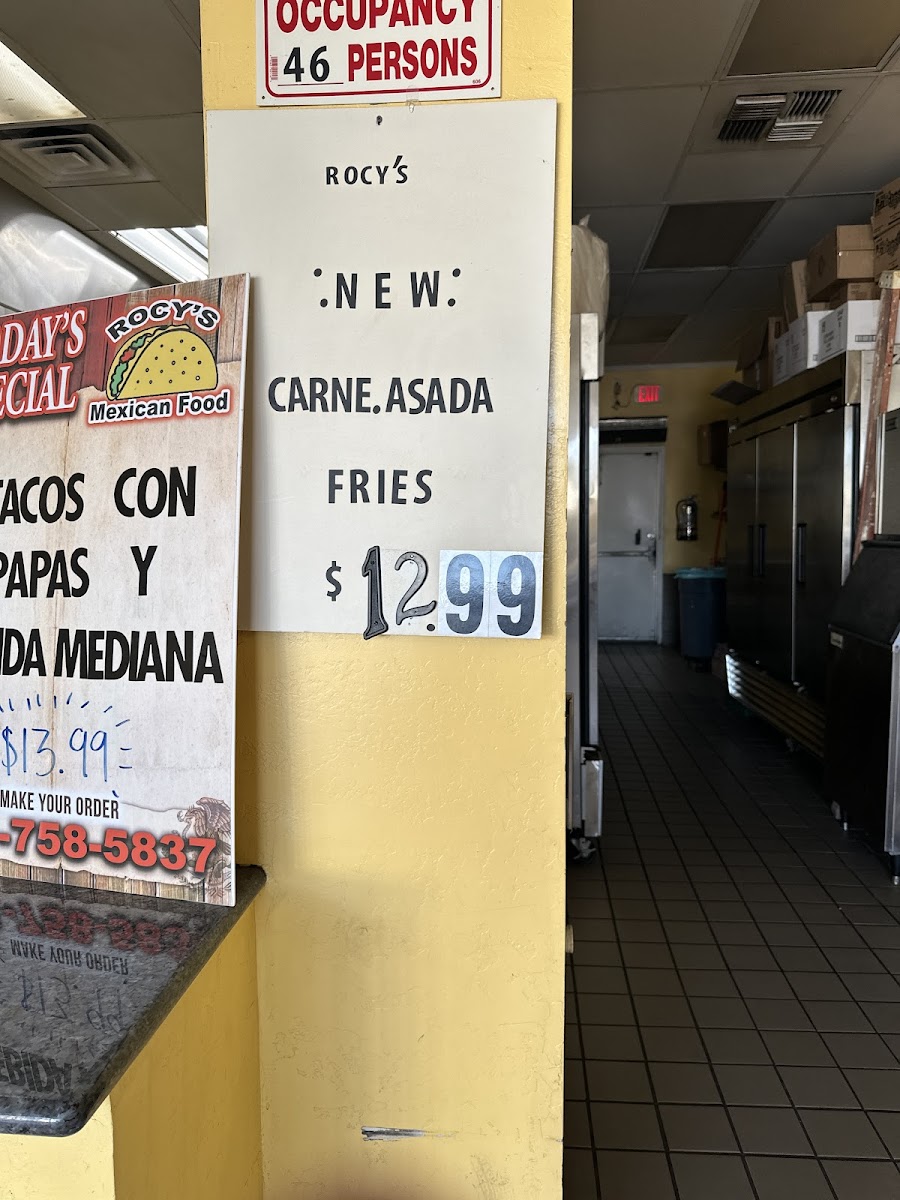 OCCUPANCY
46 PERSONS
ROCY'S
NEW
CARNE.ASADA
FRIES
$ 12.99
DAY'S
ECIAL
ROCY'S
Mexican Food
TACOS CON
PAPAS Y
IDA MEDIANA
$13.99
MAKE YOUR ORDER
-758-5837
EXIT